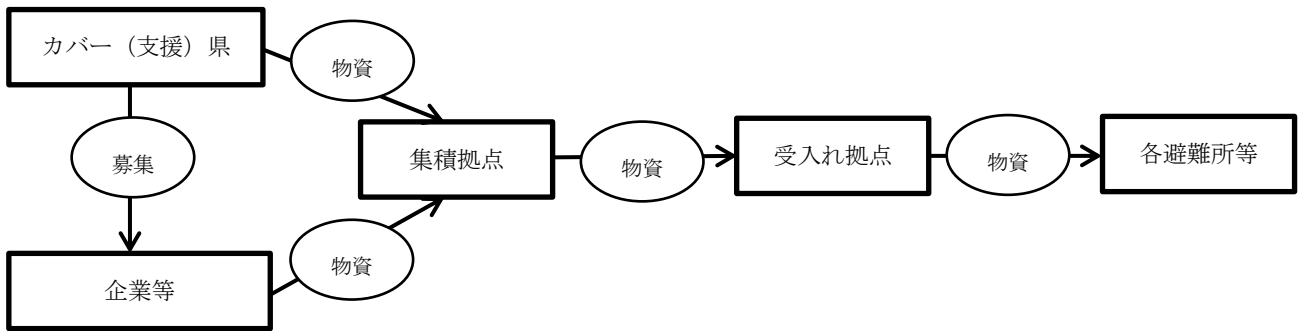 カバー（支援）県
物資
募集
集積拠点
物資
受入れ拠点
物資
各避難所等
企業等
物資